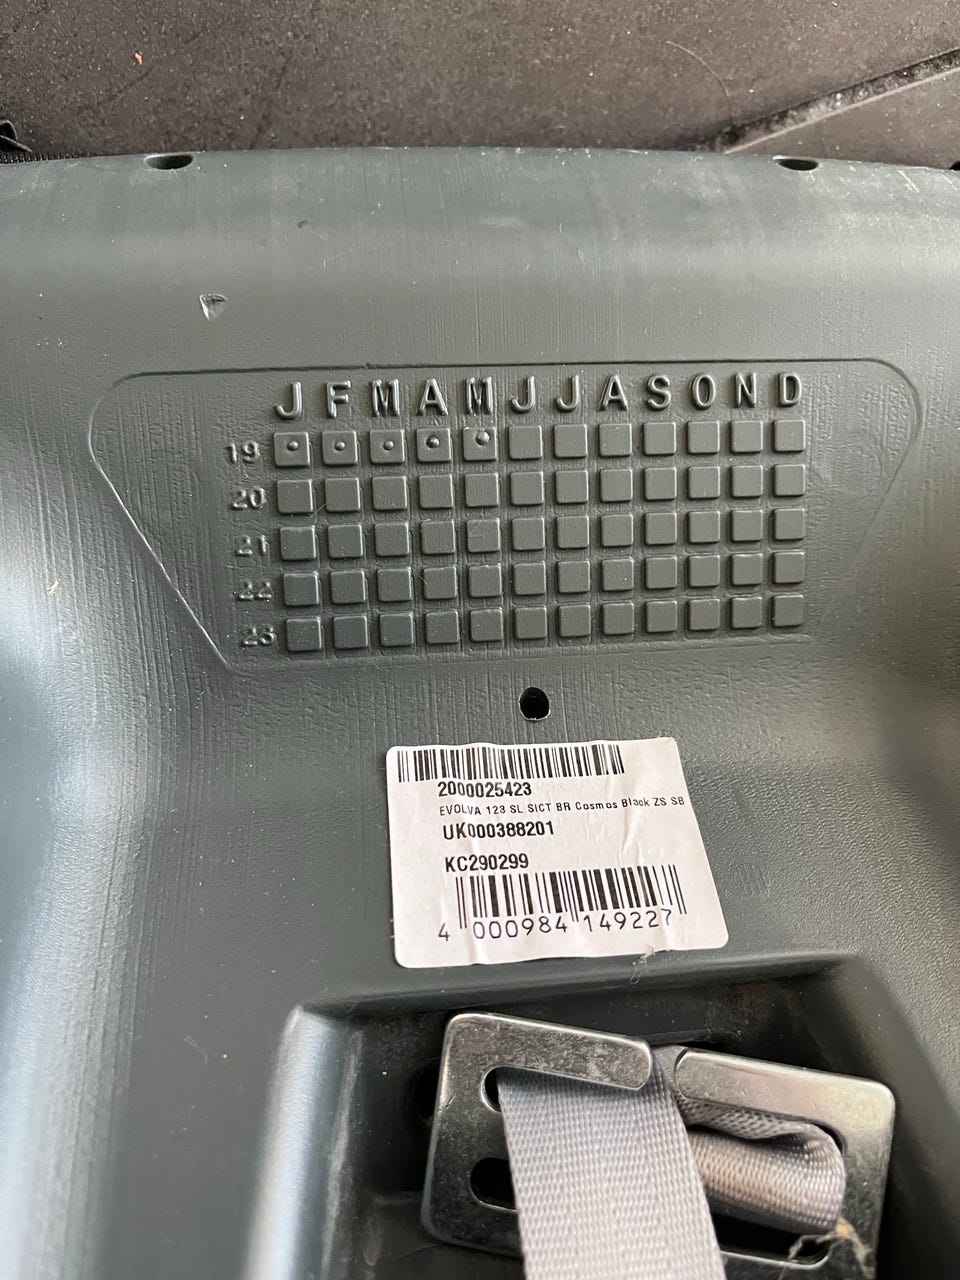 J F M A M J J A S O N D
19
20
21
22
23
2000025423
EVOLVA 123 SL SICT BR Cosmos Black ZS SB
UK000388201
KC290299
4 000984 149227